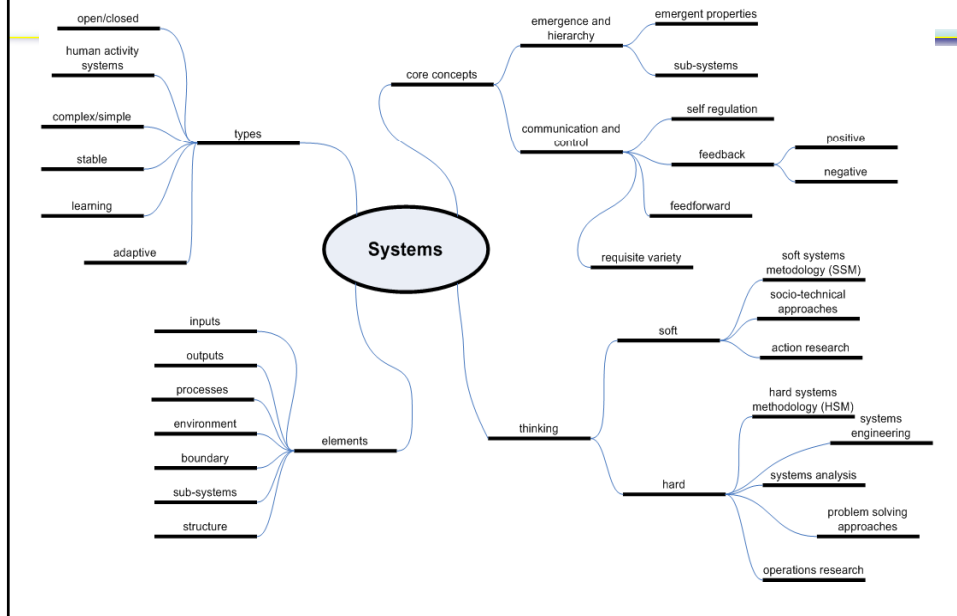 open/closed
human activity
systems
complex/simple
stable
learning
adaptive
types
core concepts
emergence and
hierarchy
emergent properties
sub-systems
communication and
control
self regulation
feedback
positive
negative
feedforward
requisite variety
Systems
inputs
outputs
processes
environment
boundary
sub-systems
structure
elements
thinking
soft
soft systems
metodology (SSM)
socio-technical
approaches
action research
hard
hard systems
methodology (HSM)
systems
engineering
systems analysis
problem solving
approaches
operations research